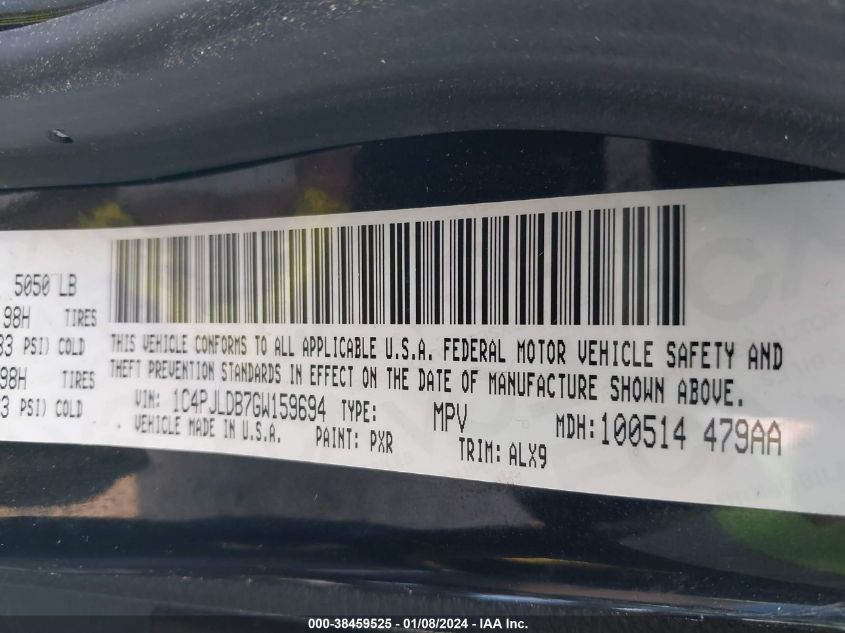 5050 LB
98H TIRES
33 PSI) COLD
98H TIRES
3 PSI) COLD
THIS VEHICLE CONFORMS TO ALL APPLICABLE U.S.A. FEDERAL MOTOR VEHICLE SAFETY AND
THEFT PREVENTION STANDARDS IN EFFECT ON THE DATE OF MANUFACTURE SHOWN ABOVE.
VIN: 1C4PJLDB7GW159694 TYPE: MPV MDH:100514 479AA
VEHICLE MADE IN U.S.A. PAINT: PXR TRIM: ALX9
000-38459525 - 01/08/2024 - IAA Inc.